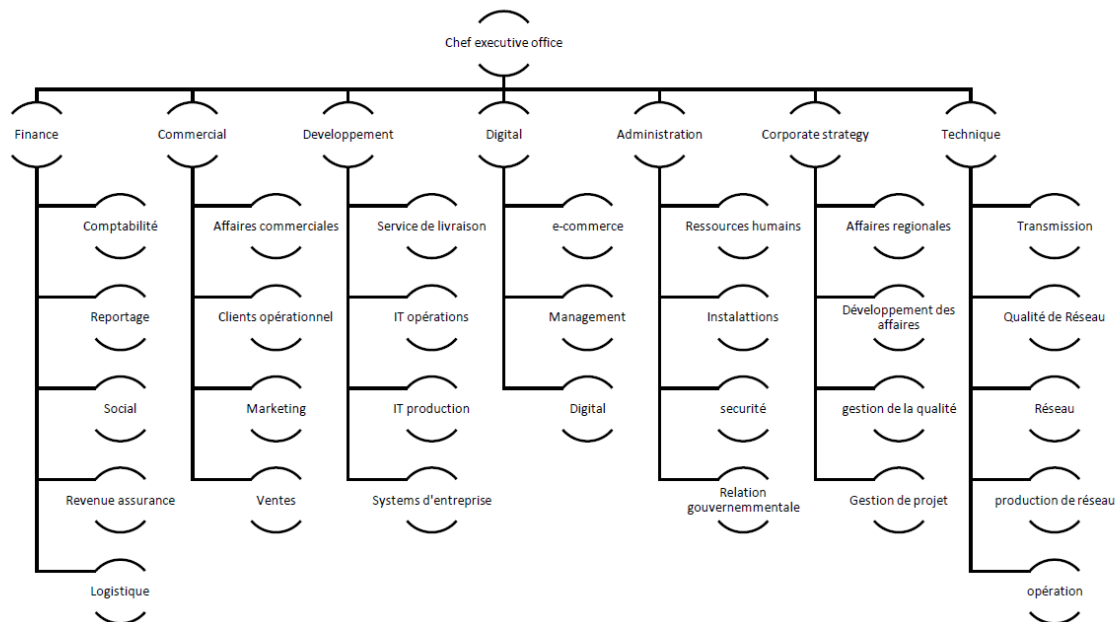 Chef executive office
Finance
Commercial
Developpement
Digital
Administration
Corporate strategy
Technique
Comptabilité
Affaires commerciales
Service de livraison
e-commerce
Ressources humains
Affaires regionales
Transmission
Reportage
Clients opérationnel
IT opérations
Management
Instalattions
Développement des
affaires
Qualité de Réseau
Social
Marketing
IT production
Digital
securité
gestion de la qualité
Réseau
Revenue assurance
Ventes
Systems d'entreprise
Relation
gouvernemmentale
Gestion de projet
production de réseau
Logistique
opération